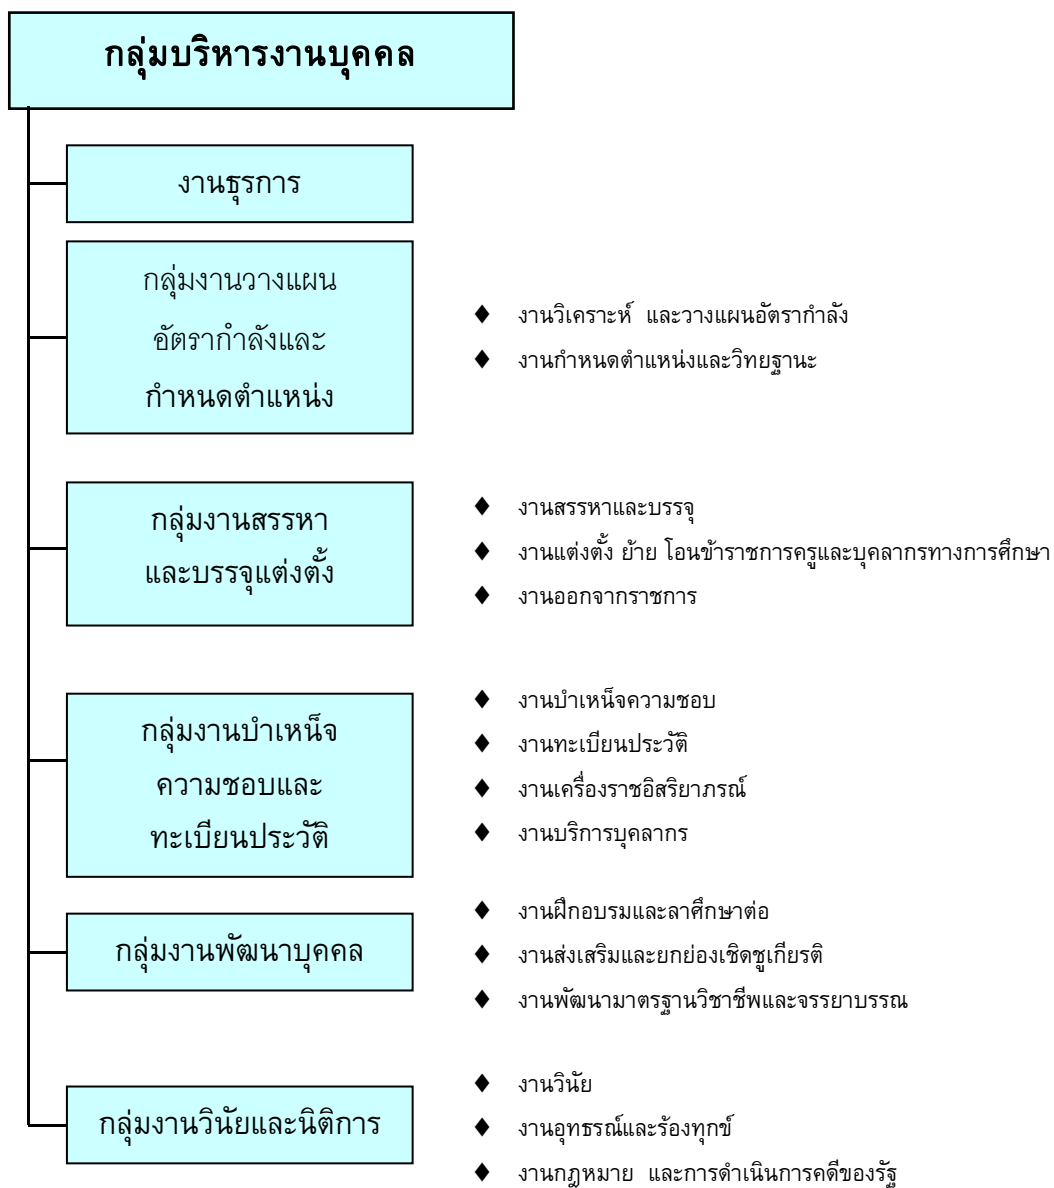 กลุ่มบริหารงานบุคคล
งานธุรการ
กลุ่มงานวางแผน
อัตรากำลังและ
กำหนดตำแหน่ง
♦ งานวิเคราะห์ และวางแผนอัตรากำลัง
♦ งานกำหนดตำแหน่งและวิทยฐานะ
กลุ่มงานสรรหา
และบรรจุแต่งตั้ง
♦ งานสรรหาและบรรจุ
♦ งานแต่งตั้ง ย้าย โอนข้าราชการครูและบุคลากรทางการศึกษา
♦ งานออกจากราชการ
กลุ่มงานบำเหน็จ
ความชอบและ
ทะเบียนประวัติ
♦ งานบำเหน็จความชอบ
♦ งานทะเบียนประวัติ
♦ งานเครื่องราชอิสริยาภรณ์
♦ งานบริการบุคลากร
กลุ่มงานพัฒนาบุคคล
♦ งานฝึกอบรมและลาศึกษาต่อ
♦ งานส่งเสริมและยกย่องเชิดชูเกียรติ
♦ งานพัฒนามาตรฐานวิชาชีพและจรรยาบรรณ
กลุ่มงานวินัยและนิติการ
♦ งานวินัย
♦ งานอุทธรณ์และร้องทุกข์
♦ งานกฎหมาย และการดำเนินการคดีของรัฐ